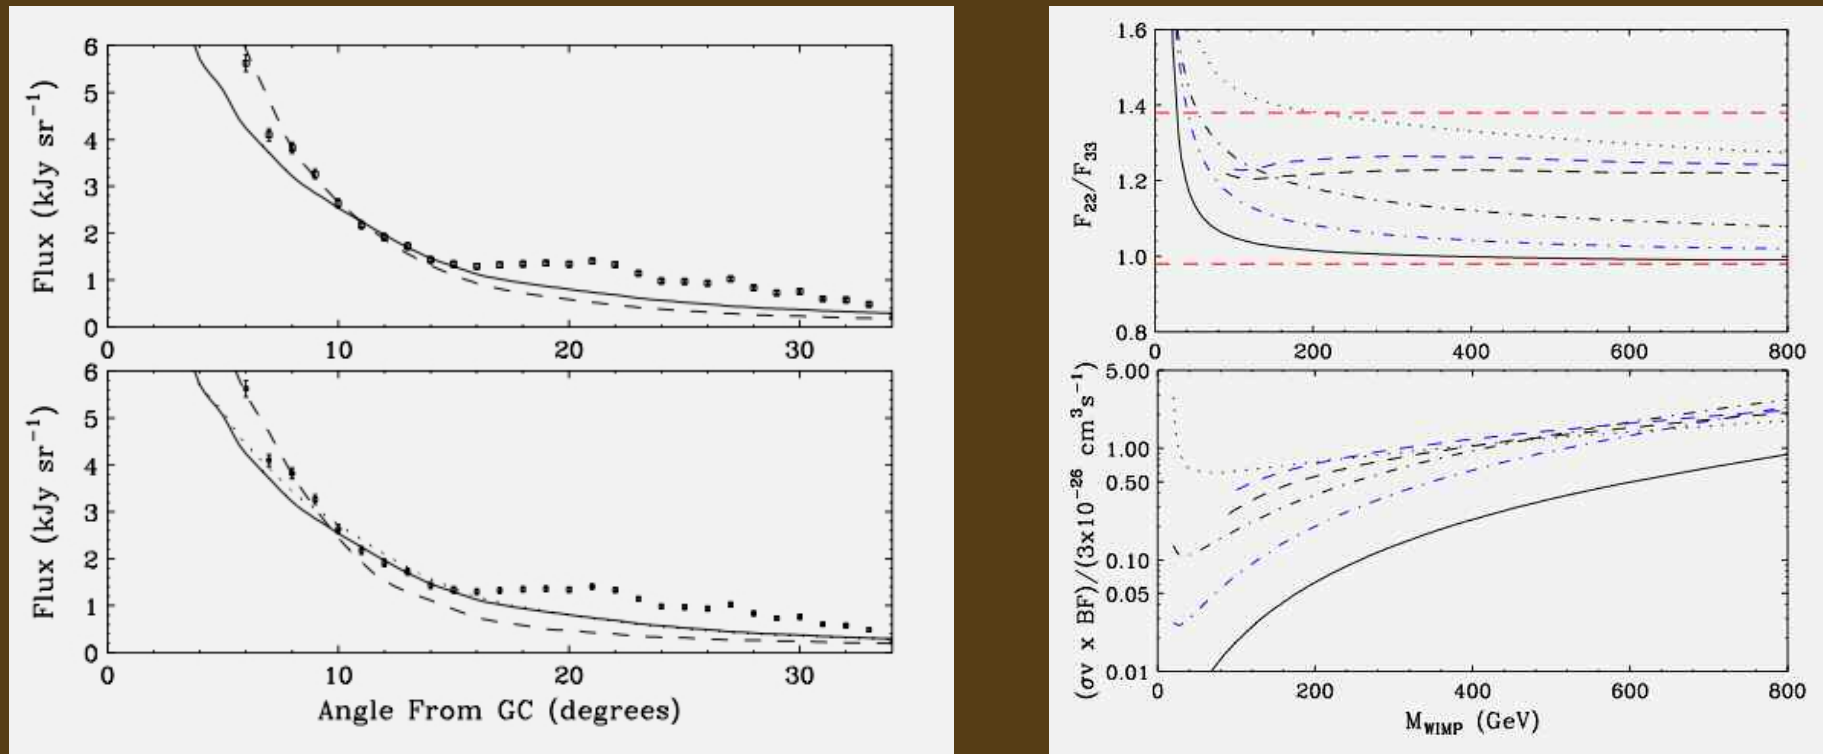 6
5
4
3
2
1
0
Flux (kJy sr⁻¹)
0 10 20 30
6
5
4
3
2
1
0
Flux (kJy sr⁻¹)
0 10 20 30
Angle From GC (degrees)
1.6
1.4
1.2
1.0
0.8
F₂₂/F₃₃
0 200 400 600 800
5.00
1.00
0.50
0.10
0.05
0.01
(σv x BF)/(3x10⁻²⁶ cm³s⁻¹)
0 200 400 600 800
M_WIMP (GeV)